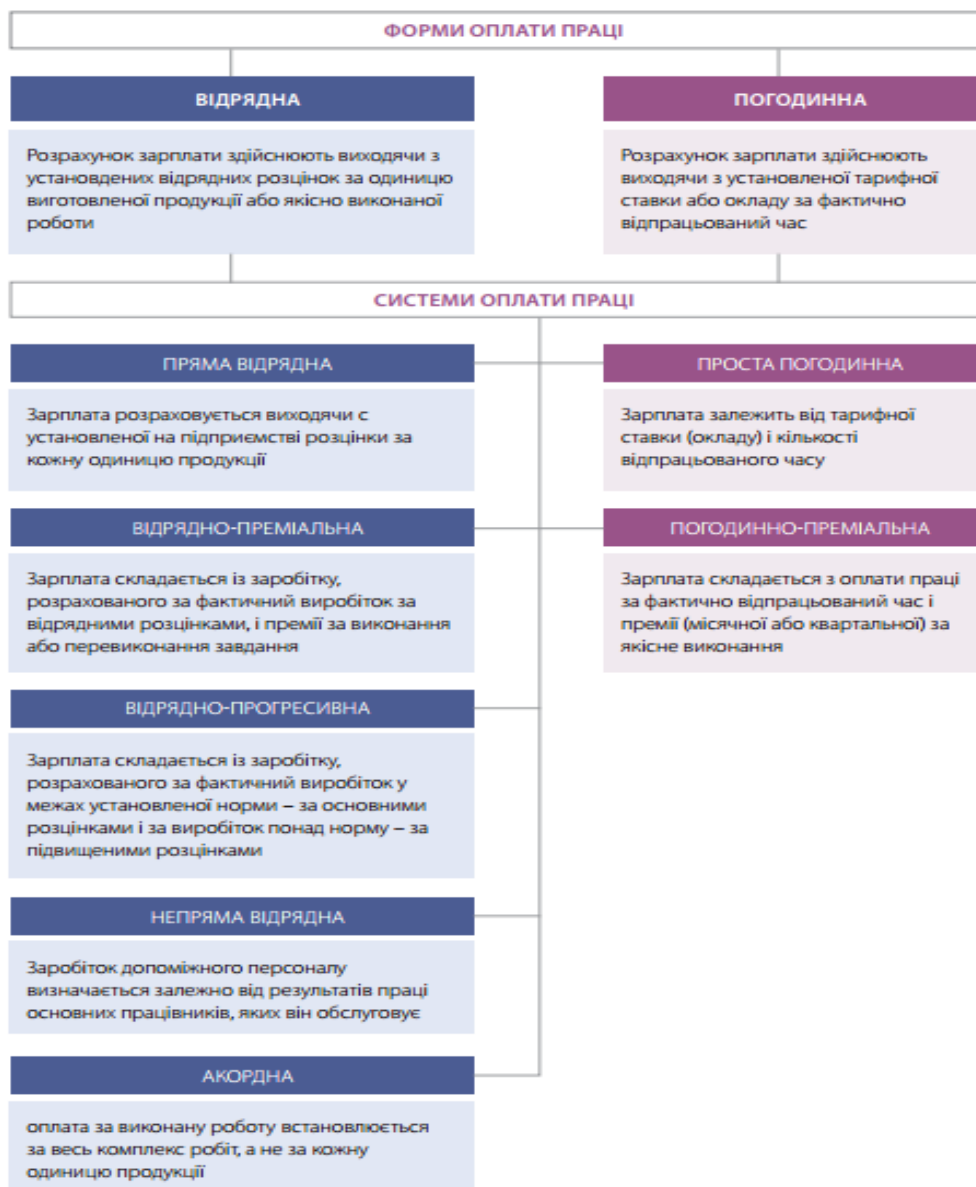 ФОРМИ ОПЛАТИ ПРАЦІ
ВІДРЯДНА
Розрахунок зарплати здійснюють виходячи з
установдених відрядних розцінок за одиницю
виготовленої продукції або якісно виконаної
роботи
ПОГОДИННА
Розрахунок зарплати здійснюють
виходячи з установленої тарифної
ставки або окладу за фактично
відпрацьований час
СИСТЕМИ ОПЛАТИ ПРАЦІ
ПРЯМА ВІДРЯДНА
Зарплата розраховується виходячи с
установленої на підприємстві розцінки за
кожну одиницю продукції
ПРОСТА ПОГОДИННА
Зарплата залежить від тарифної
ставки (окладу) і кількості
відпрацьованого часу
ВІДРЯДНО-ПРЕМІАЛЬНА
Зарплата складається із заробітку,
розрахованого за фактичний виробіток за
відрядними розцінками, і премії за виконання
або перевиконання завдання
ПОГОДИННО-ПРЕМІАЛЬНА
Зарплата складається з оплати праці
за фактично відпрацьований час і
премії (місячної або квартальної) за
якісне виконання
ВІДРЯДНО-ПРОГРЕСИВНА
Зарплата складається із заробітку,
розрахованого за фактичний виробіток у
межах установленої норми – за основними
розцінками і за виробіток понад норму – за
підвищеними розцінками
НЕПРЯМА ВІДРЯДНА
Заробіток допоміжного персоналу
визначається залежно від результатів праці
основних працівників, яких він обслуговує
АКОРДНА
оплата за виконану роботу встановлюється
за весь комплекс робіт, а не за кожну
одиницю продукції